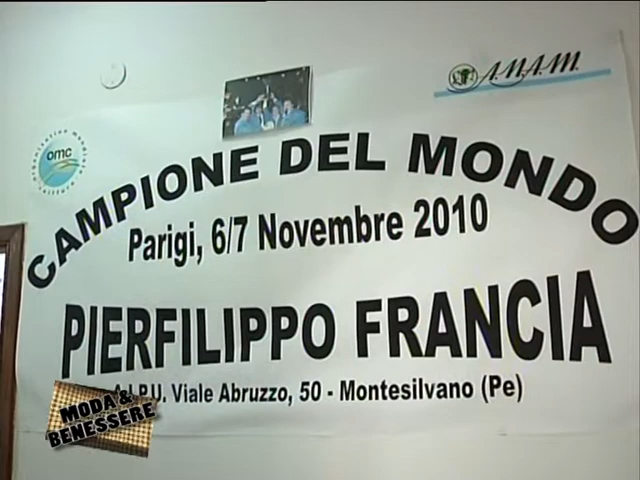 A.N.A.M.
omc
CAMPIONE DEL MONDO
Parigi, 6/7 Novembre 2010
PIERFILIPPO FRANCIA
Viale Abruzzo, 50 - Montesilvano (Pe)
MODA &
BENESSERE